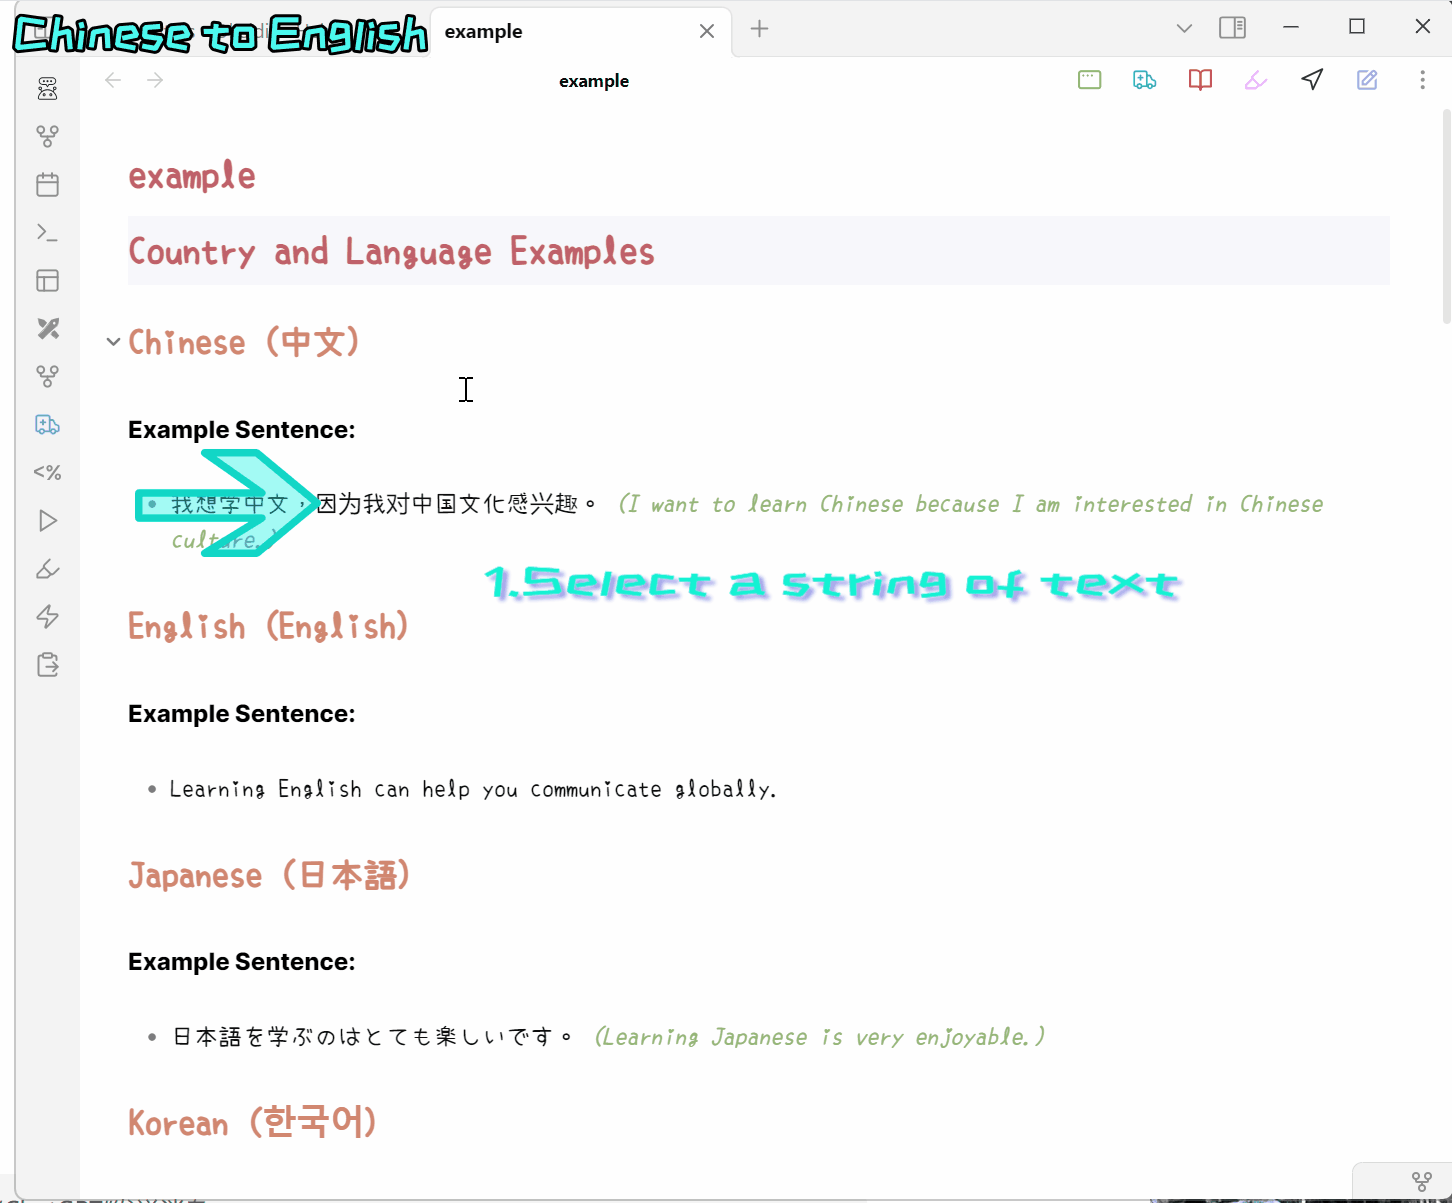 Chinese to English
example
example
example
Country and Language Examples
Chinese (中文)
Example Sentence:
我想学中文，因为我对中国文化感兴趣。 (I want to learn Chinese because I am interested in Chinese
culture.)
1.Select a string of text
English (English)
Example Sentence:
Learning English can help you communicate globally.
Japanese (日本語)
Example Sentence:
日本語を学ぶのはとても楽しいです。 (Learning Japanese is very enjoyable.)
Korean (한국어)